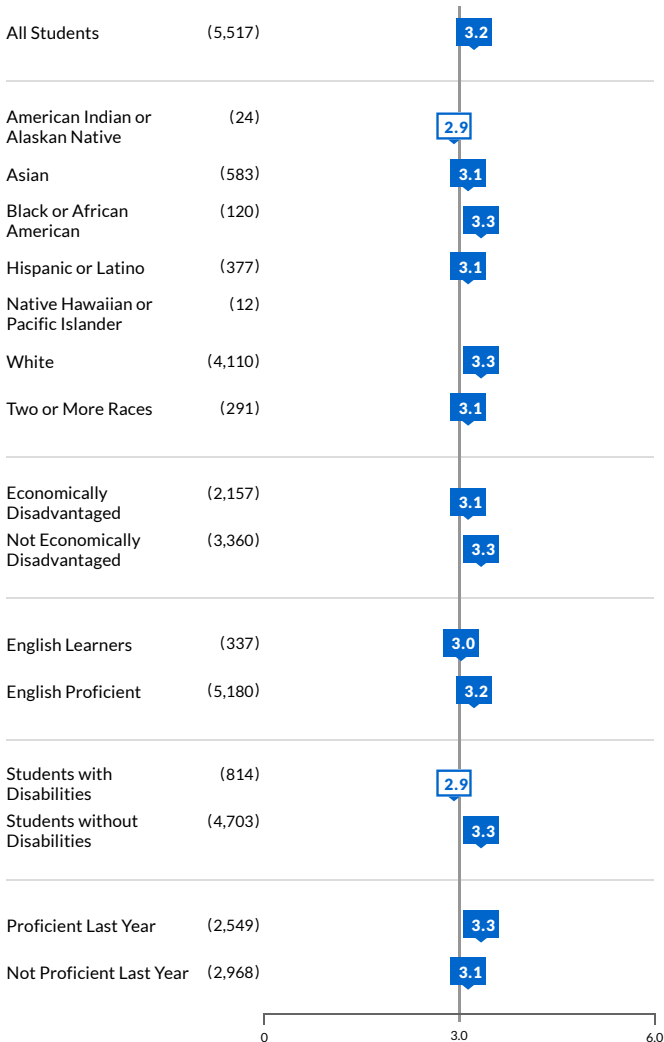 All Students (5,517) 3.2
American Indian or
Alaskan Native (24) 2.9
Asian (583) 3.1
Black or African
American (120) 3.3
Hispanic or Latino (377) 3.1
Native Hawaiian or
Pacific Islander (12)
White (4,110) 3.3
Two or More Races (291) 3.1
Economically
Disadvantaged (2,157) 3.1
Not Economically
Disadvantaged (3,360) 3.3
English Learners (337) 3.0
English Proficient (5,180) 3.2
Students with
Disabilities (814) 2.9
Students without
Disabilities (4,703) 3.3
Proficient Last Year (2,549) 3.3
Not Proficient Last Year (2,968) 3.1
0 3.0 6.0